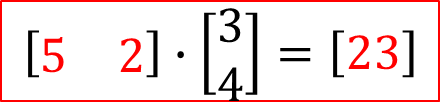 [5 2] · [3 4] = [23]